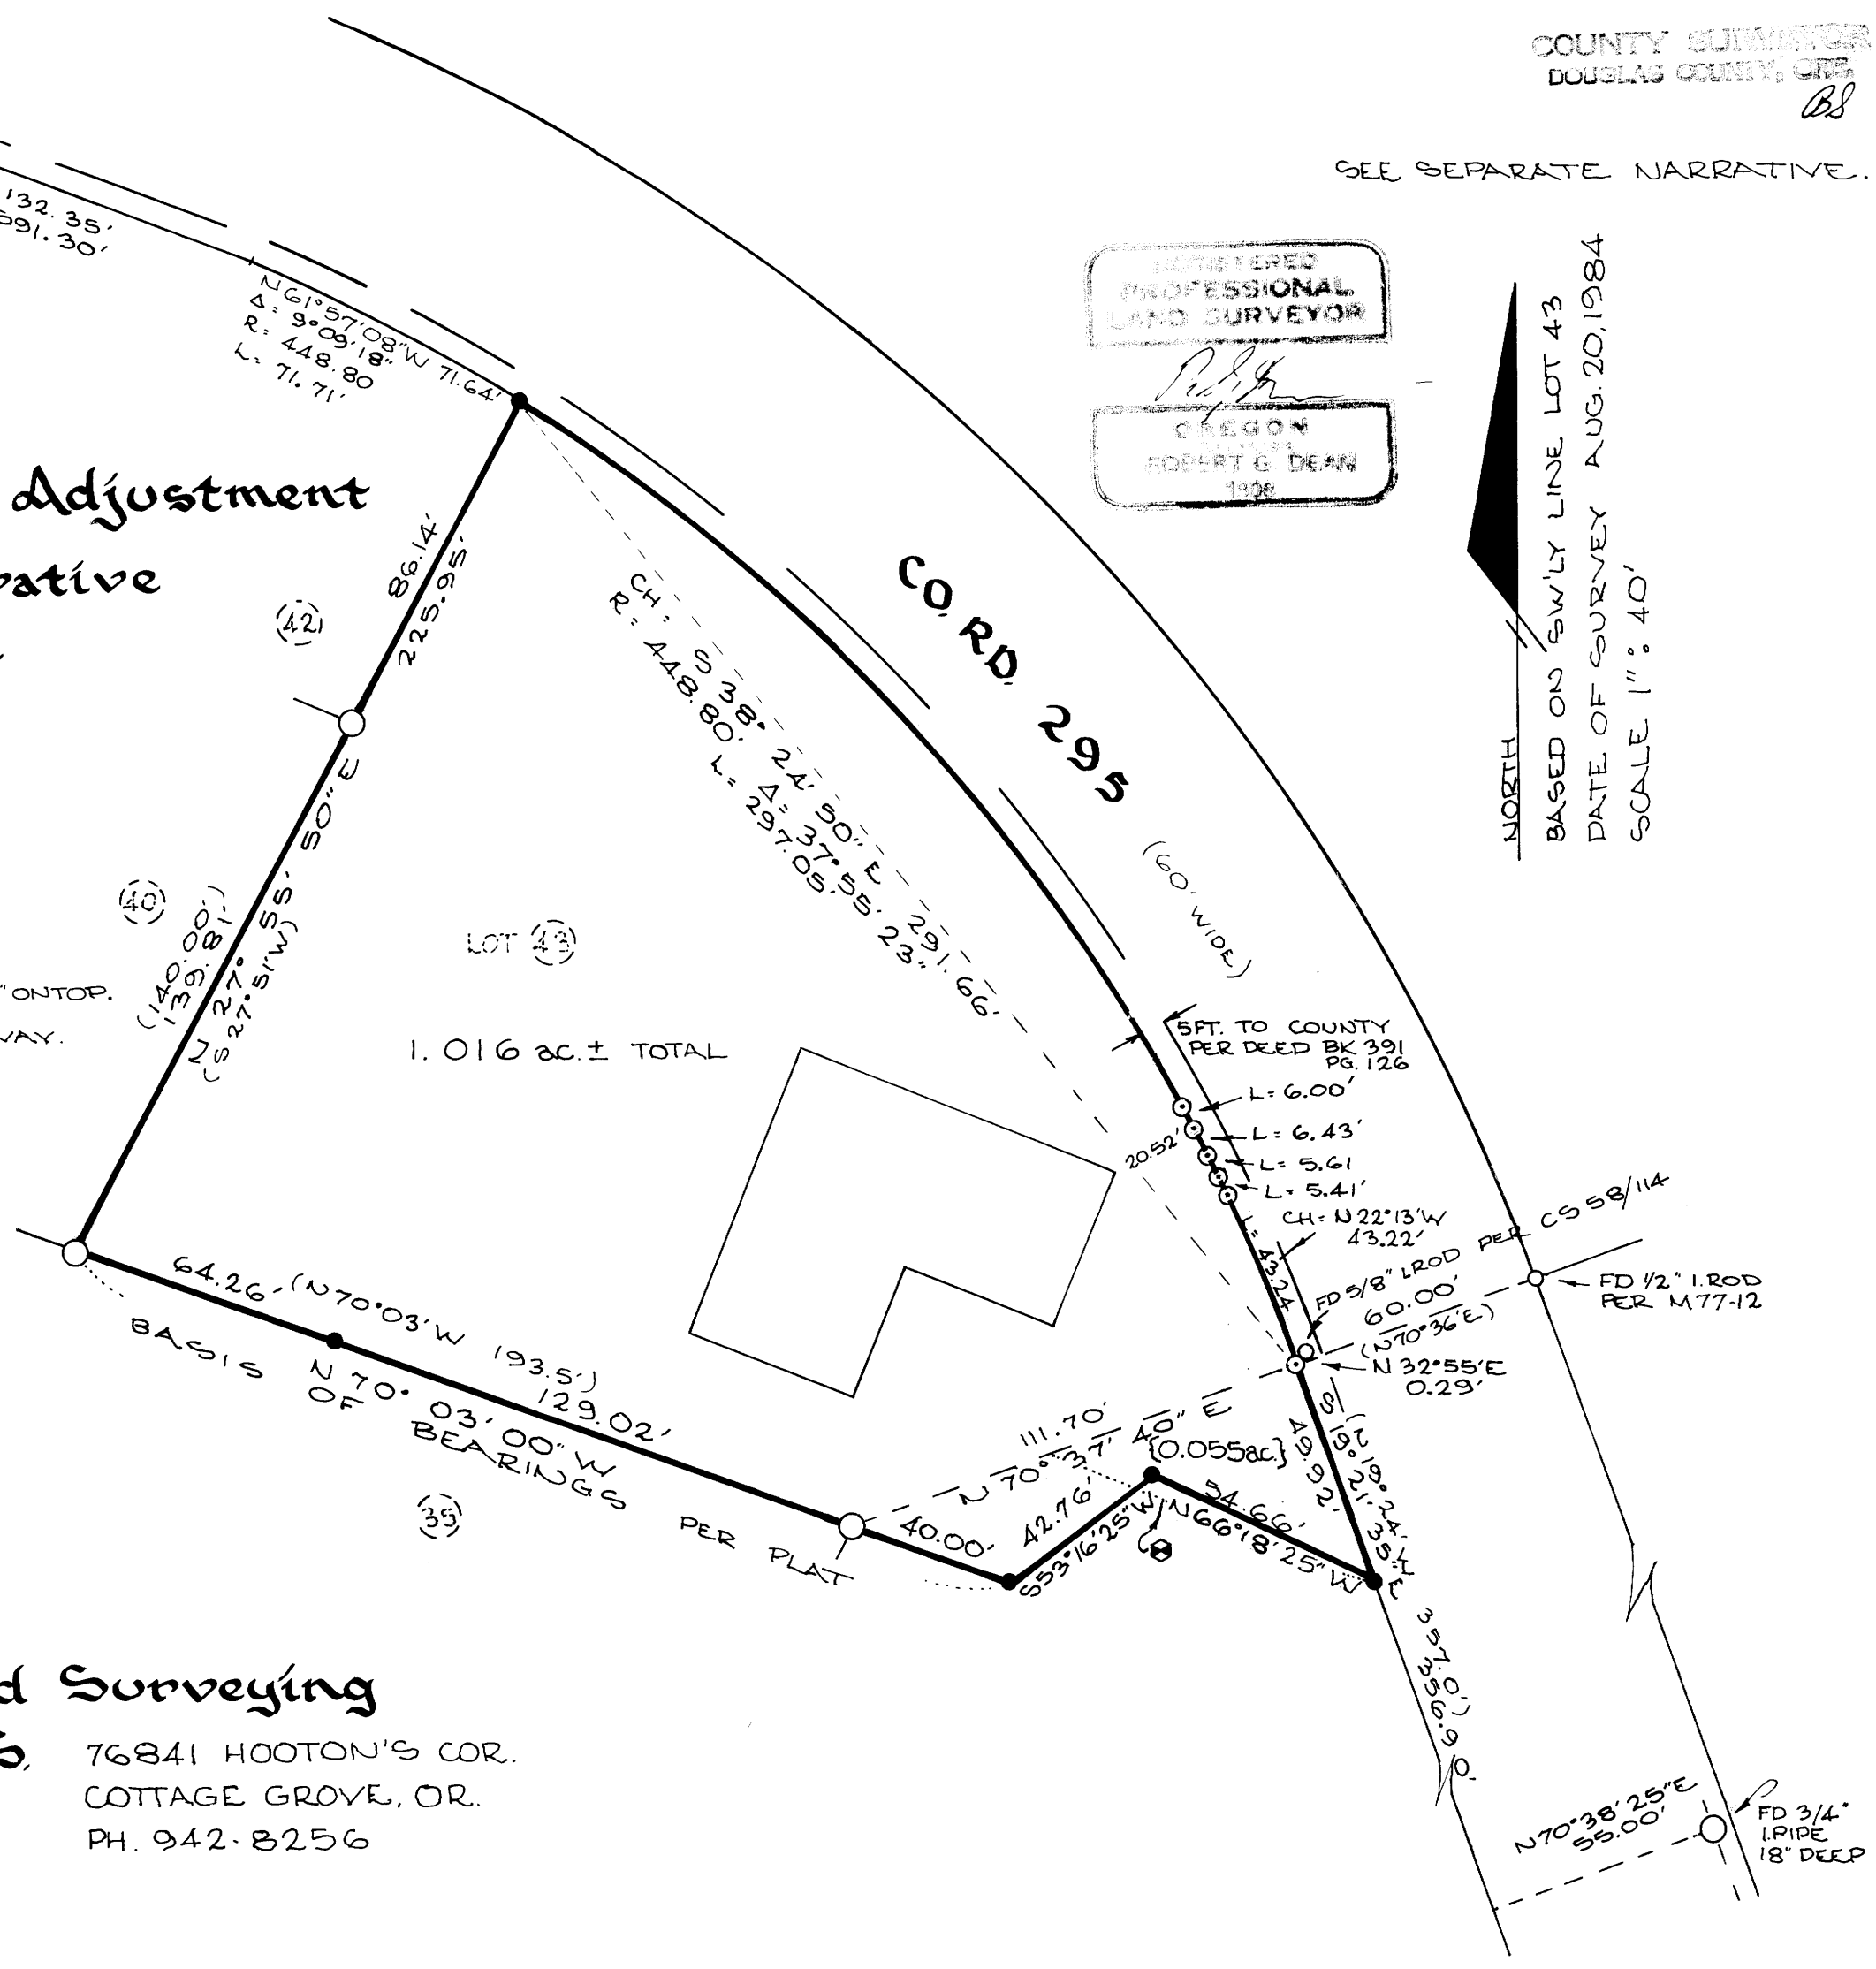 COUNTY SURVEYOR
DOUGLAS COUNTY, ORE.
BS
SEE SEPARATE NARRATIVE.
132.35'
591.30'
N61°57'08"W 71.64'
Δ= 9°09'18"
R= 448.80
L= 71.71'
REGISTERED
PROFESSIONAL
LAND SURVEYOR
OREGON
ROBERT G. DEAN
NORTH
BASED ON SW'LY LINE LOT 43
DATE OF SURVEY AUG. 20, 1984
SCALE 1" = 40'
Adjustment
86.14'
225.95'
42
CH= S 38° 24' 50" E 291.66'
R= 448.80' Δ= 37° 55' 23"
L= 297.05'
CO. RD. 295
(60' WIDE)
40
(140.00')
139.81'
N 27° 55' 50" E
(S 27° 51' W)
LOT 43
" ON TOP.
1.016 ac. ± TOTAL
5FT. TO COUNTY
PER DEED BK 391
PG. 126
L= 6.00'
L= 6.43'
20.52'
L= 5.61
L= 5.41'
CH= N 22°13'W
43.22'
L= 43.24
FD 5/8" I.ROD PER CS 58/114
60.00'
(N 70°36'E)
FD 1/2" I.ROD
PER M77-12
N 32°55'E
0.29'
64.26' (N 70°03'W 193.5')
129.02'
N 70° 03' 00" W
BASIS OF BEARINGS PER PLAT
111.70'
N 70° 37' 40" E
{0.055ac.}
35
40.00'
42.76'
S53°16'25"W
54.66'
N66°18'25"W
49.92'
S 19° 21' 35" E
357.0')
356.90'
d Surveying
S. 76841 HOOTON'S COR.
COTTAGE GROVE, OR.
PH. 942-8256
N70°38'25"E
55.00'
FD 3/4"
I.PIPE
18" DEEP